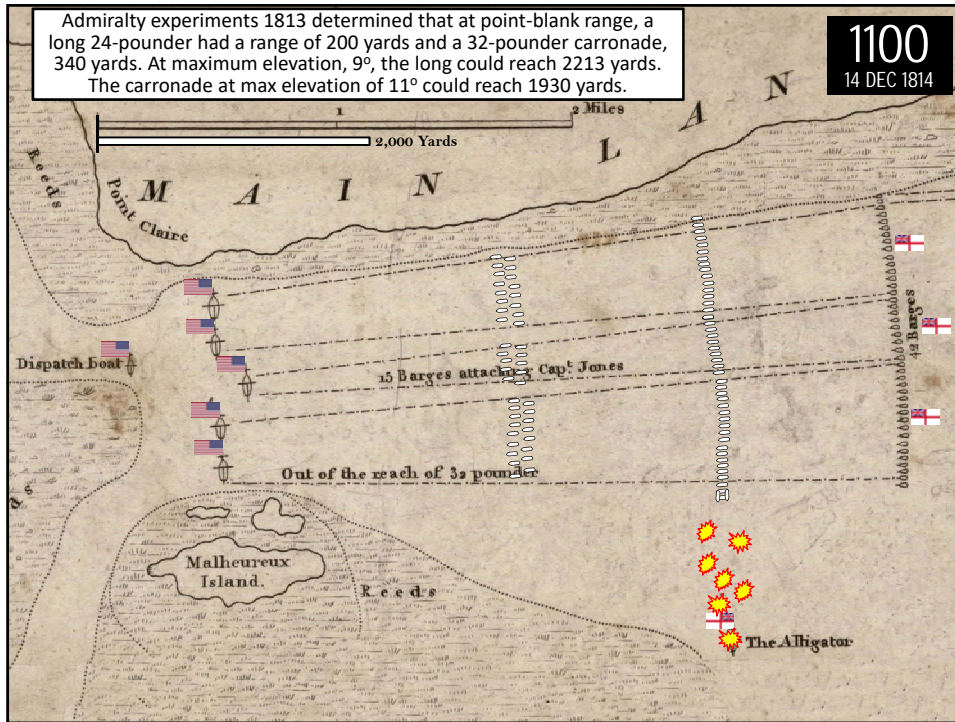 Admiralty experiments 1813 determined that at point-blank range, a
long 24-pounder had a range of 200 yards and a 32-pounder carronade,
340 yards. At maximum elevation, 9°, the long could reach 2213 yards.
The carronade at max elevation of 11° could reach 1930 yards.
1100
14 DEC 1814
1
2 Miles
2,000 Yards
MAIN LAN
Reeds
Point Claire
Dispatch boat
15 Barges attaching Capt. Jones
42 Barges
Out of the reach of 32 pounder
ds
Malheureux
Island.
Reeds
The Alligator